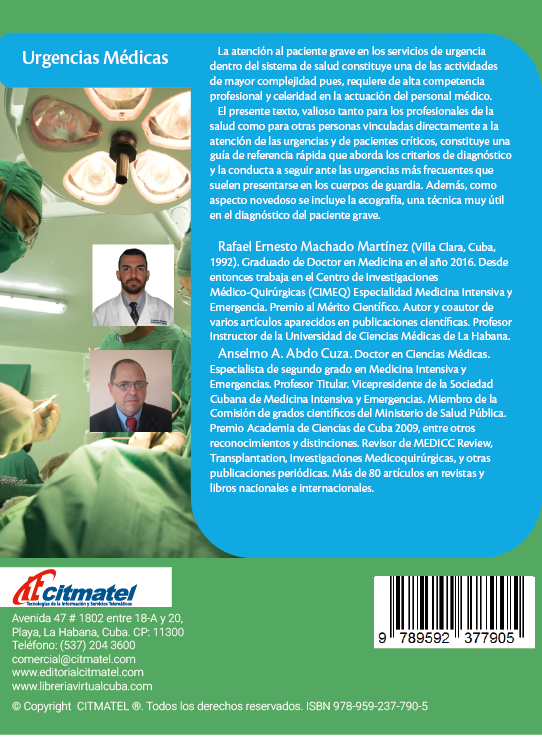 Urgencias Médicas
La atención al paciente grave en los servicios de urgencia
dentro del sistema de salud constituye una de las actividades
de mayor complejidad pues, requiere de alta competencia
profesional y celeridad en la actuación del personal médico.
El presente texto, valioso tanto para los profesionales de la
salud como para otras personas vinculadas directamente a la
atención de las urgencias y de pacientes críticos, constituye una
guía de referencia rápida que aborda los criterios de diagnóstico
y la conducta a seguir ante las urgencias más frecuentes que
suelen presentarse en los cuerpos de guardia. Además, como
aspecto novedoso se incluye la ecografía, una técnica muy útil
en el diagnóstico del paciente grave.
Rafael Ernesto Machado Martínez (Villa Clara, Cuba,
1992). Graduado de Doctor en Medicina en el año 2016. Desde
entonces trabaja en el Centro de Investigaciones
Médico-Quirúrgicas (CIMEQ) Especialidad Medicina Intensiva y
Emergencia. Premio al Mérito Científico. Autor y coautor de
varios artículos aparecidos en publicaciones científicas. Profesor
Instructor de la Universidad de Ciencias Médicas de La Habana.
Anselmo A. Abdo Cuza. Doctor en Ciencias Médicas.
Especialista de segundo grado en Medicina Intensiva y
Emergencias. Profesor Titular. Vicepresidente de la Sociedad
Cubana de Medicina Intensiva y Emergencias. Miembro de la
Comisión de grados científicos del Ministerio de Salud Pública.
Premio Academia de Ciencias de Cuba 2009, entre otros
reconocimientos y distinciones. Revisor de MEDICC Review,
Transplantation, Investigaciones Medicoquirúrgicas, y otras
publicaciones periódicas. Más de 80 artículos en revistas y
libros nacionales e internacionales.
citmatel
Tecnologías de la Información y Servicios Telemáticos
Avenida 47 # 1802 entre 18-A y 20,
Playa, La Habana, Cuba. CP: 11300
Teléfono: (537) 204 3600
comercial@citmatel.com
www.editorialcitmatel.com
www.libreriavirtualcuba.com
9 789592 377905
© Copyright CITMATEL ®. Todos los derechos reservados. ISBN 978-959-237-790-5